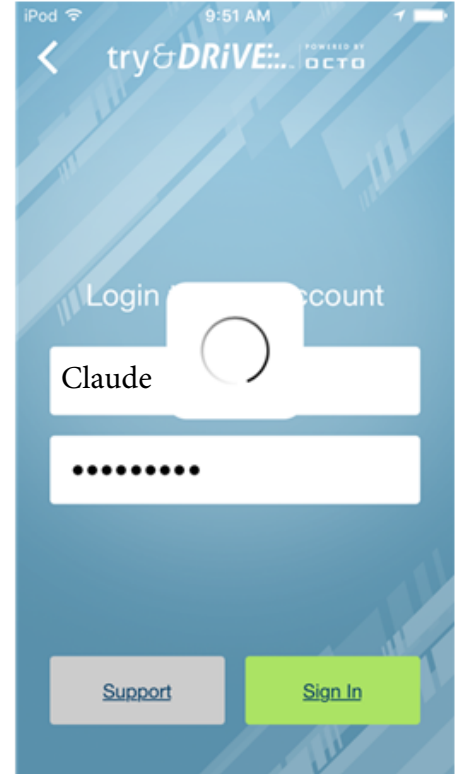 iPod 9:51 AM
try&DRiVE::.. POWERED BY
OCTO
Login ccount
Claude
•••••••••
Support Sign In